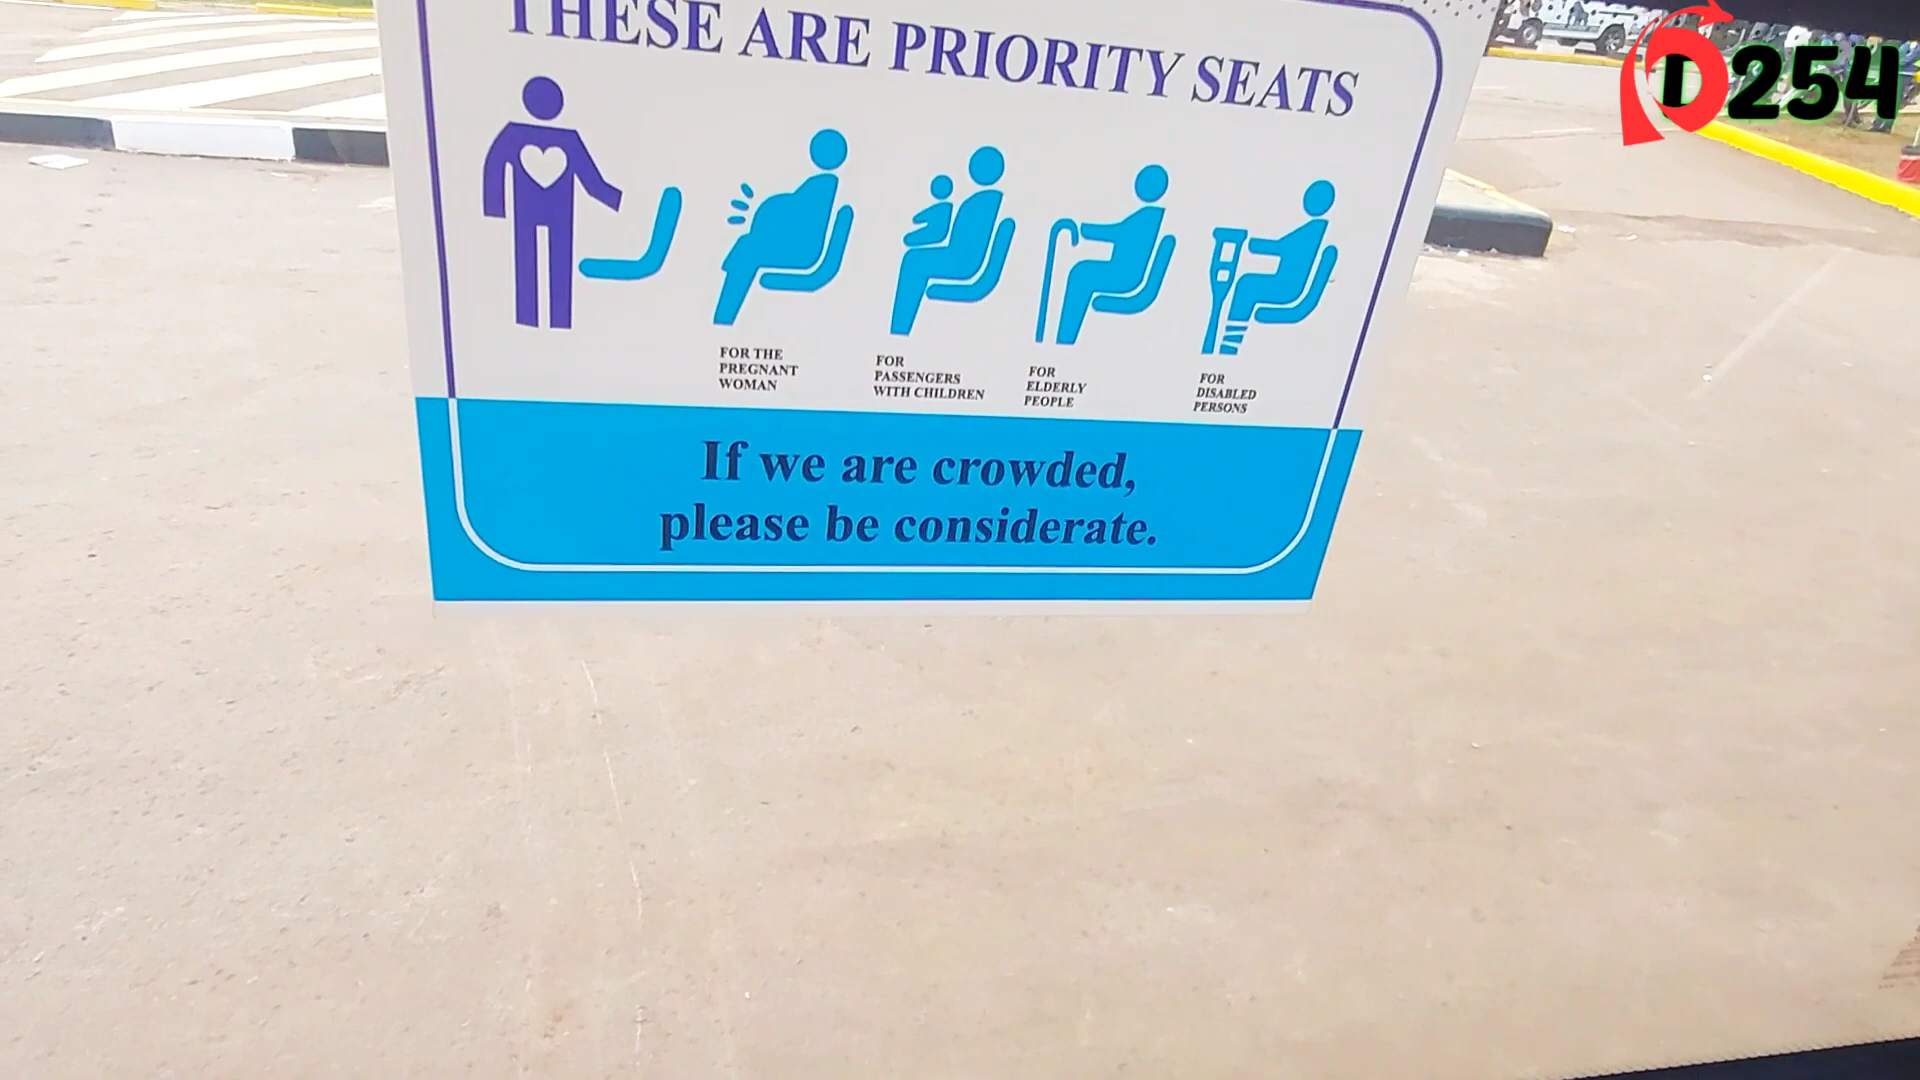 THESE ARE PRIORITY SEATS
FOR THE
PREGNANT
WOMAN
FOR
PASSENGERS
WITH CHILDREN
FOR
ELDERLY
PEOPLE
FOR
DISABLED
PERSONS
If we are crowded,
please be considerate.
D254